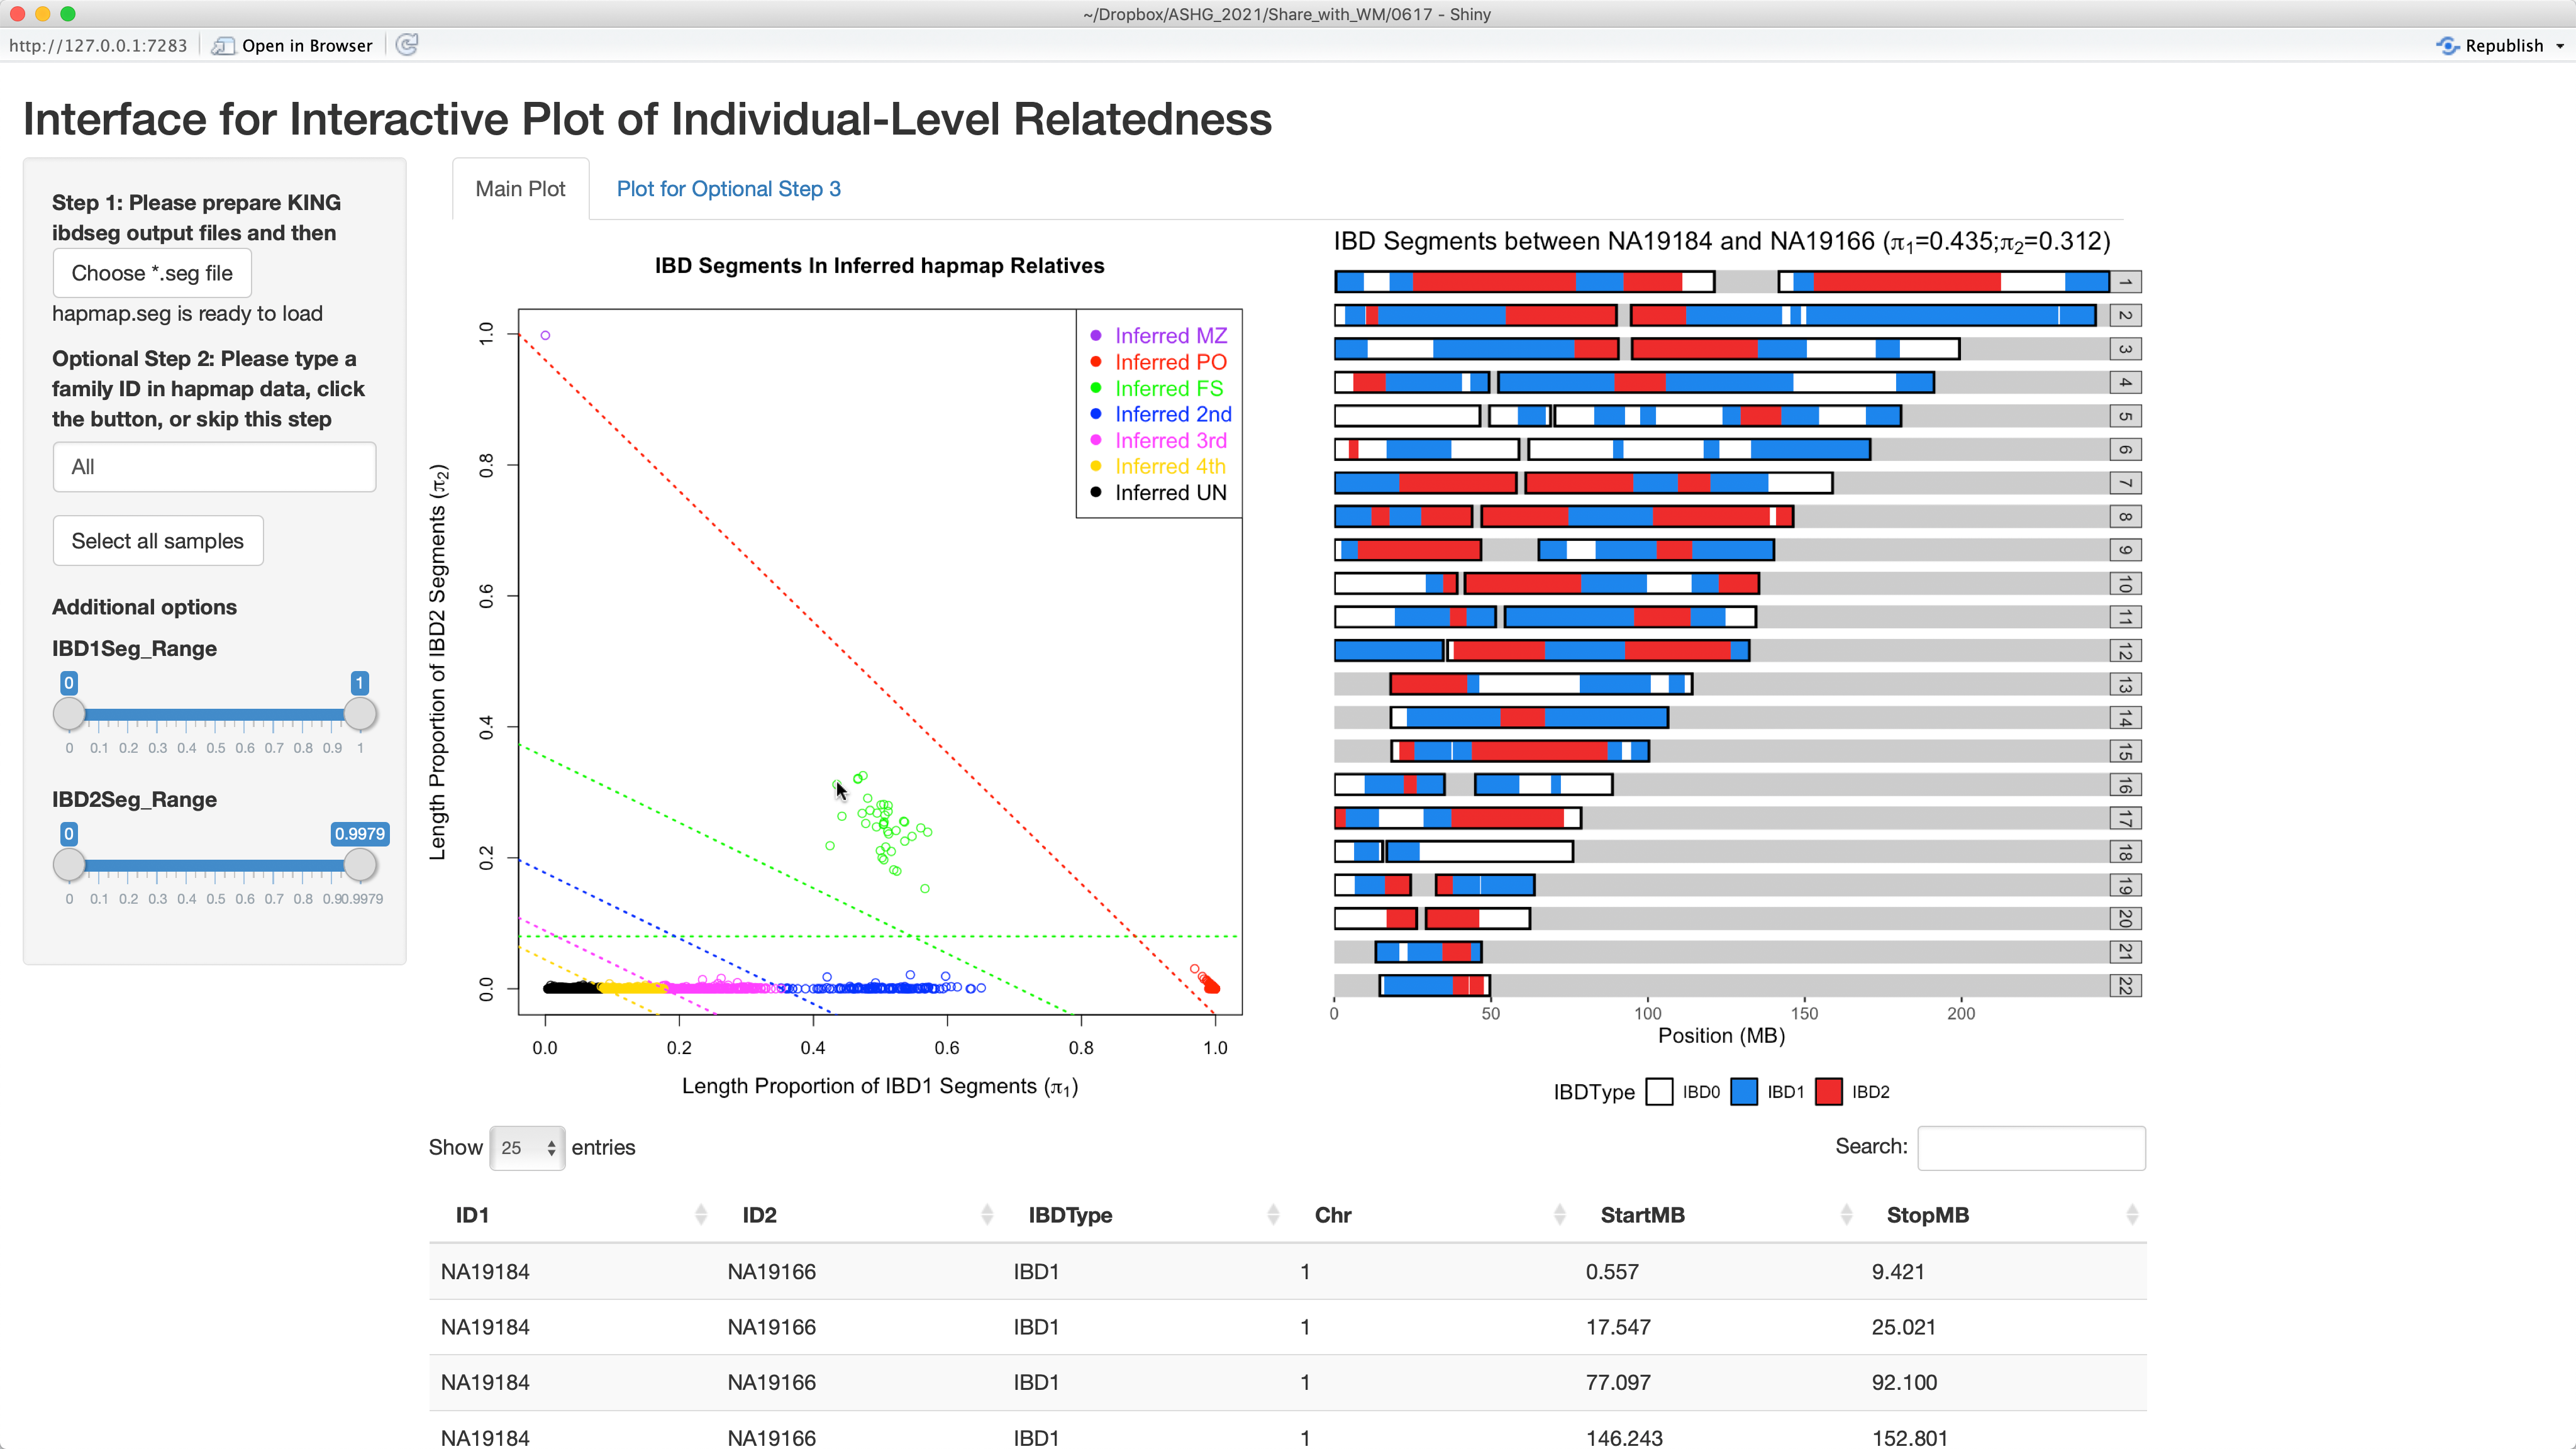 ~/Dropbox/ASHG_2021/Share_with_WM/0617 - Shiny
http://127.0.0.1:7283 Open in Browser Republish
Interface for Interactive Plot of Individual-Level Relatedness
Step 1: Please prepare KING
ibdseg output files and then
Choose *.seg file
hapmap.seg is ready to load
Optional Step 2: Please type a
family ID in hapmap data, click
the button, or skip this step
All
Select all samples
Additional options
IBD1Seg_Range
0 1
0 0.1 0.2 0.3 0.4 0.5 0.6 0.7 0.8 0.9 1
IBD2Seg_Range
0 0.9979
0 0.1 0.2 0.3 0.4 0.5 0.6 0.7 0.8 0.90.9979
Main Plot Plot for Optional Step 3
IBD Segments In Inferred hapmap Relatives
Length Proportion of IBD2 Segments (π2)
1.0
0.8
0.6
0.4
0.2
0.0
Inferred MZ
Inferred PO
Inferred FS
Inferred 2nd
Inferred 3rd
Inferred 4th
Inferred UN
0.0 0.2 0.4 0.6 0.8 1.0
Length Proportion of IBD1 Segments (π1)
IBD Segments between NA19184 and NA19166 (π1=0.435;π2=0.312)
1
2
3
4
5
6
7
8
9
10
11
12
13
14
15
16
17
18
19
20
21
22
0 50 100 150 200
Position (MB)
IBDType IBD0 IBD1 IBD2
Show 25 entries Search:
ID1 ID2 IBDType Chr StartMB StopMB
NA19184 NA19166 IBD1 1 0.557 9.421
NA19184 NA19166 IBD1 1 17.547 25.021
NA19184 NA19166 IBD1 1 77.097 92.100
NA19184 NA19166 IBD1 1 146.243 152.801